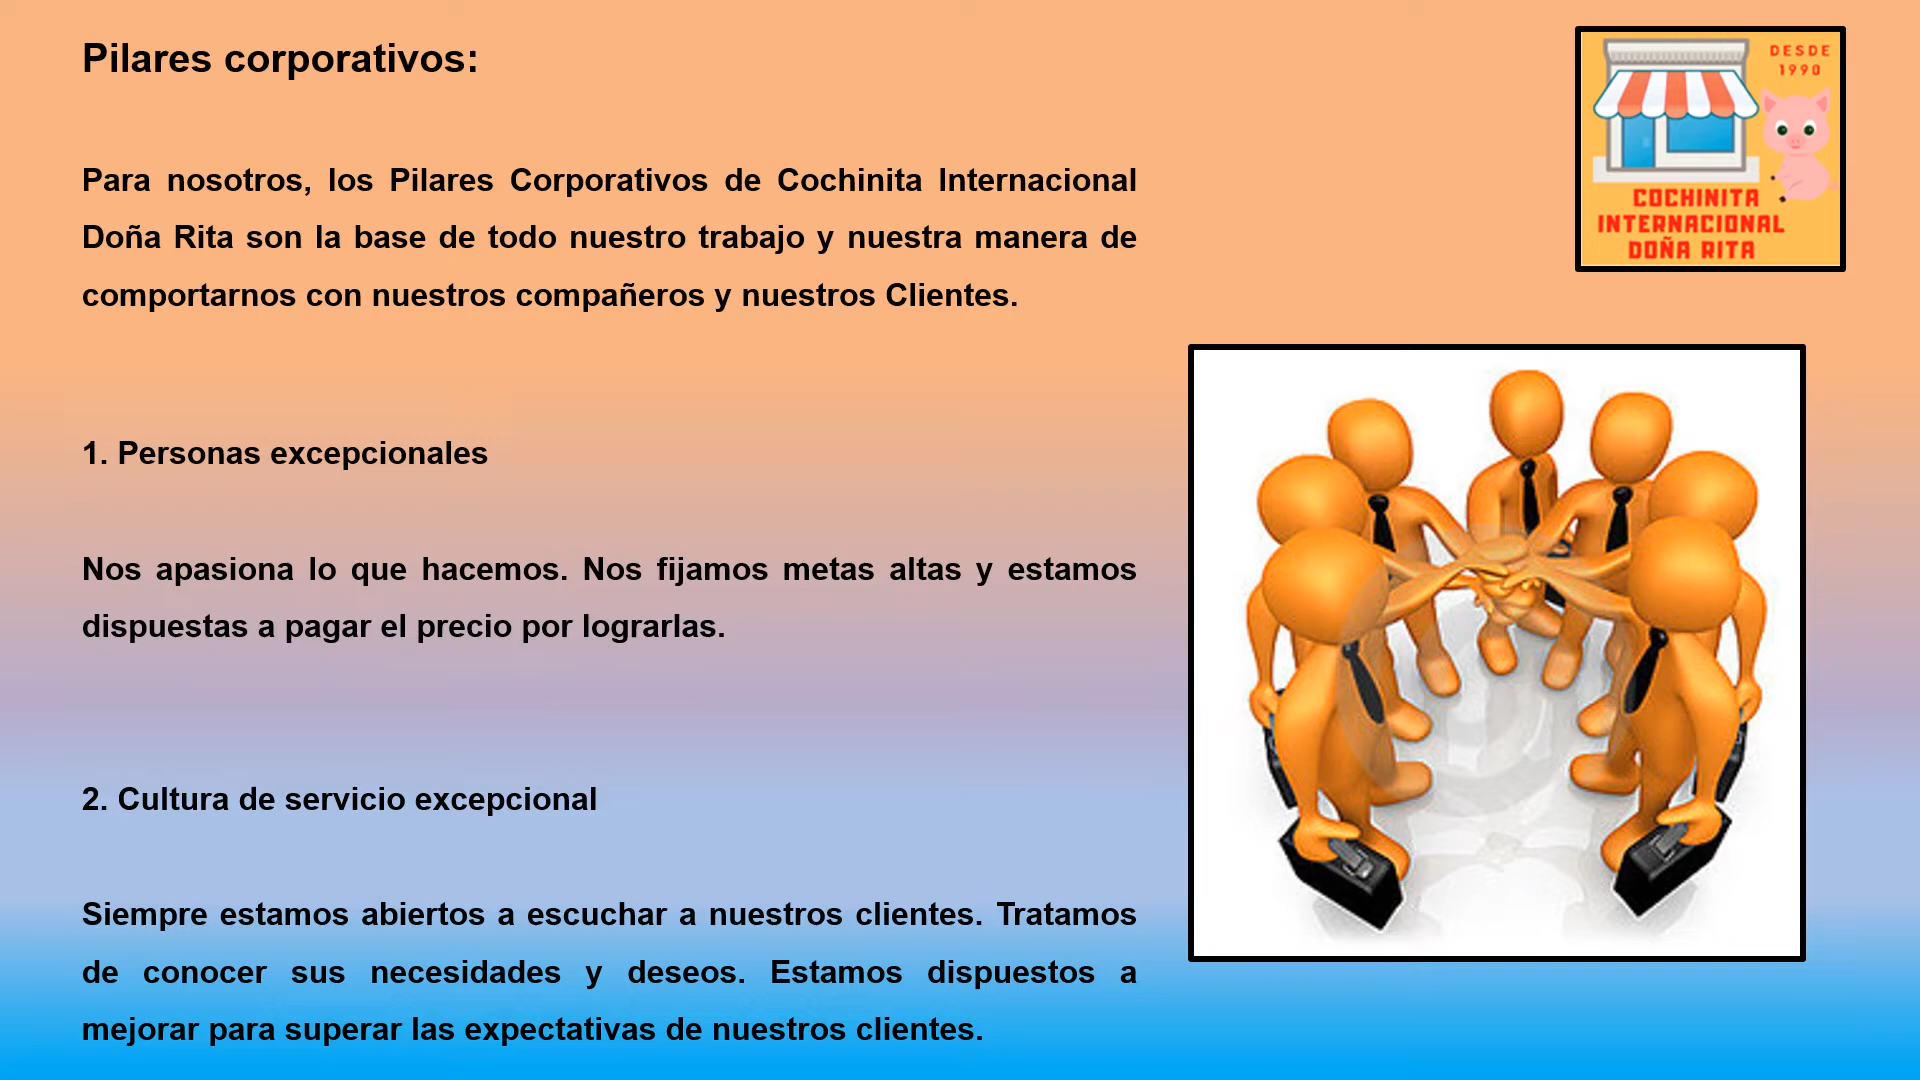 Pilares corporativos:
DESDE
1990
COCHINITA
INTERNACIONAL
DOÑA RITA
Para nosotros, los Pilares Corporativos de Cochinita Internacional
Doña Rita son la base de todo nuestro trabajo y nuestra manera de
comportarnos con nuestros compañeros y nuestros Clientes.
1. Personas excepcionales
Nos apasiona lo que hacemos. Nos fijamos metas altas y estamos
dispuestas a pagar el precio por lograrlas.
2. Cultura de servicio excepcional
Siempre estamos abiertos a escuchar a nuestros clientes. Tratamos
de conocer sus necesidades y deseos. Estamos dispuestos a
mejorar para superar las expectativas de nuestros clientes.